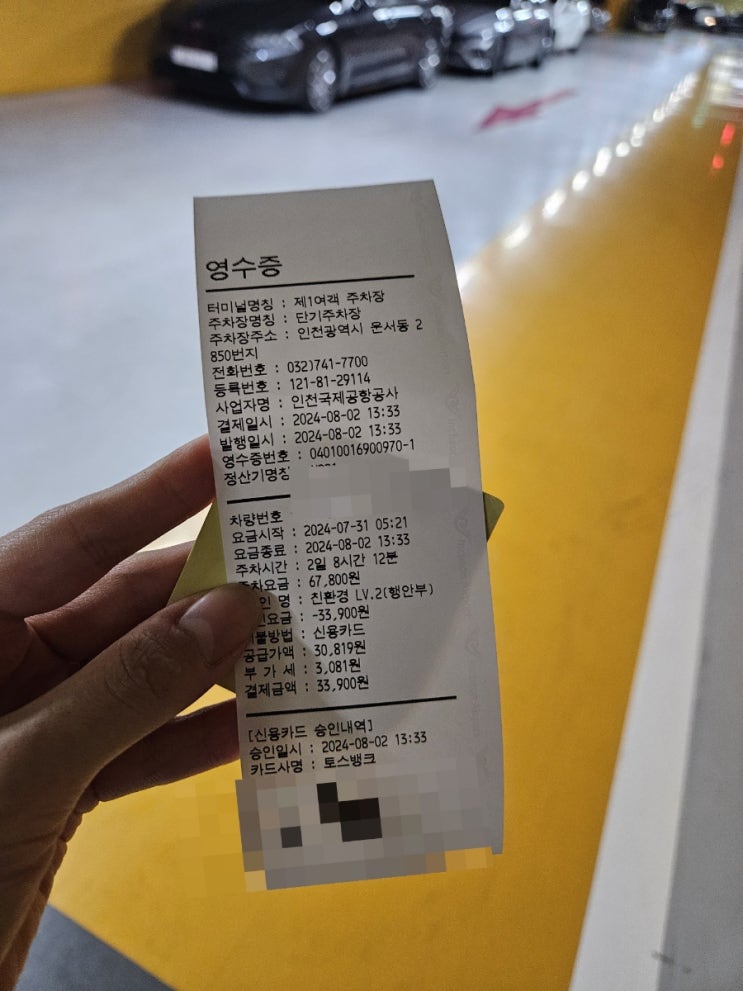 영수증
터미널명칭 : 제1여객 주차장
주차장명칭 : 단기주차장
주차장주소 : 인천광역시 운서동 2
850번지
전화번호 : 032)741-7700
등록번호 : 121-81-29114
사업자명 : 인천국제공항공사
결제일시 : 2024-08-02 13:33
발행일시 : 2024-08-02 13:33
영수증번호 : 04010016900970-1
정산기명칭
차량번호 :
요금시작 : 2024-07-31 05:21
요금종료 : 2024-08-02 13:33
주차시간 : 2일 8시간 12분
주차요금 : 67,800원
인 명 : 친환경 LV.2(행안부)
인요금 : -33,900원
불방법 : 신용카드
공급가액 : 30,819원
부 가 세 : 3,081원
결제금액 : 33,900원
[신용카드 승인내역]
승인일시 : 2024-08-02 13:33
카드사명 : 토스뱅크